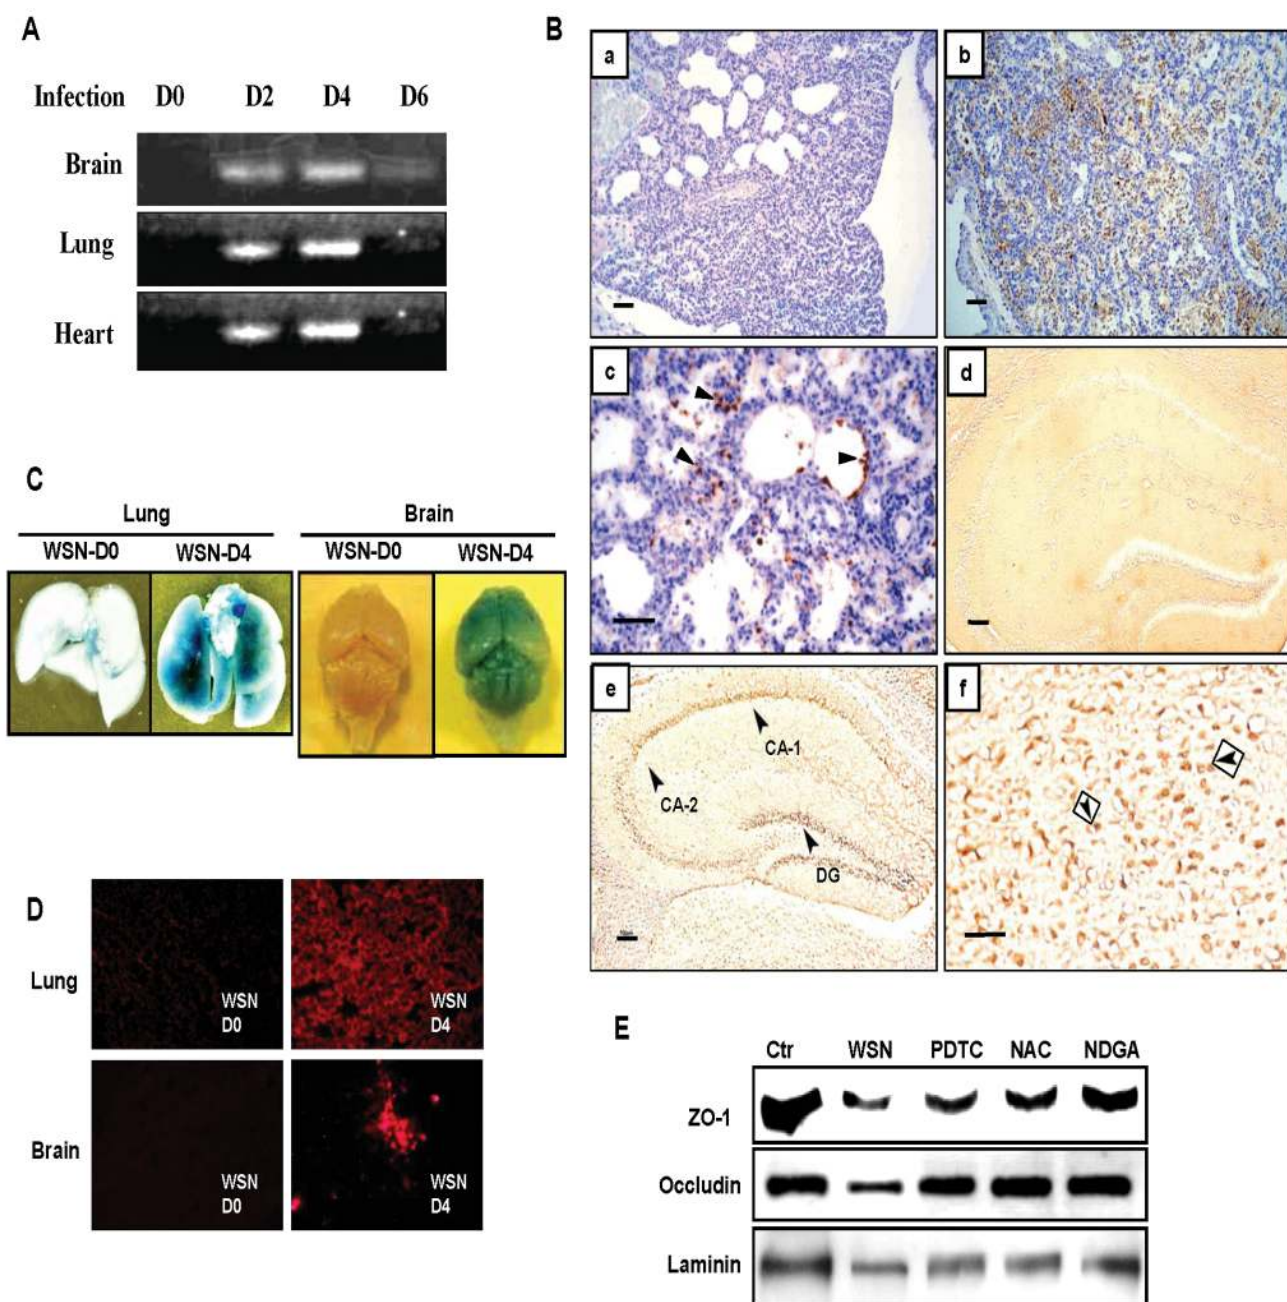 A
Infection D0 D2 D4 D6
Brain
Lung
Heart
B
a
b
c
d
e
CA-1
CA-2
DG
f
C
Lung Brain
WSN-D0 WSN-D4 WSN-D0 WSN-D4
D
Lung
WSN
D0
WSN
D4
Brain
WSN
D0
WSN
D4
E
Ctr WSN PDTC NAC NDGA
ZO-1
Occludin
Laminin